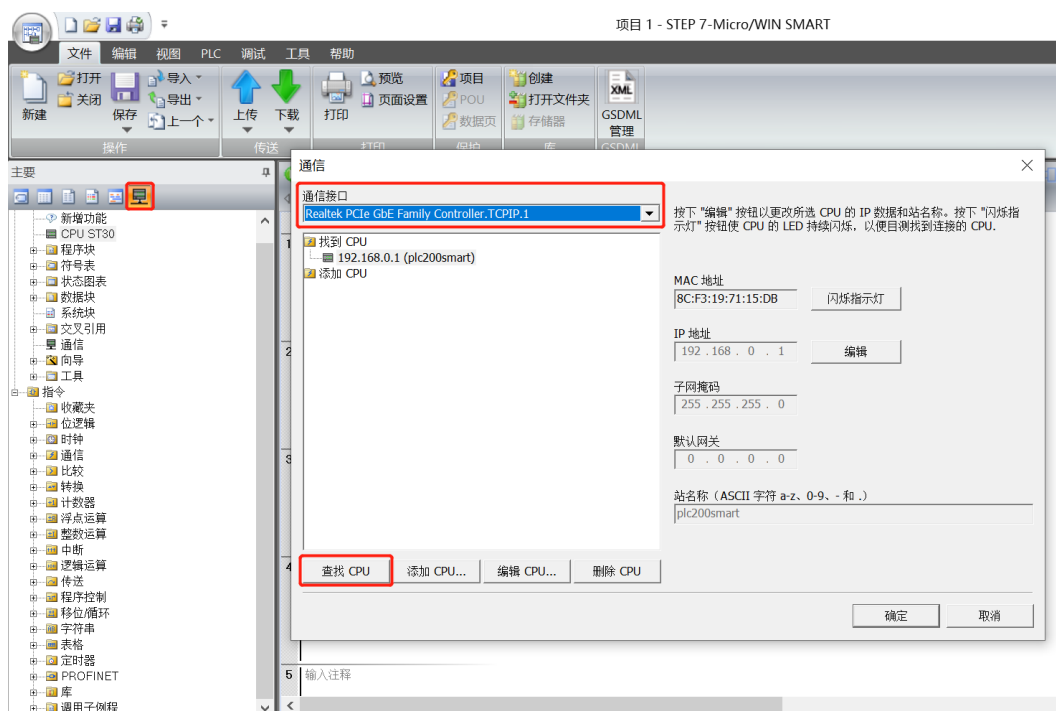 项目 1 - STEP 7-Micro/WIN SMART
文件 编辑 视图 PLC 调试 工具 帮助
新建
打开
关闭
保存
导入
导出
上一个
操作
上传
下载
传送
打印
预览
页面设置
打印
项目
POU
数据页
保护
创建
打开文件夹
存储器
库
XML
GSDML
管理
GSDML
主要
新增功能
CPU ST30
程序块
符号表
状态图表
数据块
系统块
交叉引用
通信
向导
工具
指令
收藏夹
位逻辑
时钟
通信
比较
转换
计数器
浮点运算
整数运算
中断
逻辑运算
传送
程序控制
移位/循环
字符串
表格
定时器
PROFINET
库
调用子例程
1
2
3
4
5 输入注释
通信
通信接口
Realtek PCIe GbE Family Controller.TCPIP.1
找到 CPU
192.168.0.1 (plc200smart)
添加 CPU
查找 CPU 添加 CPU... 编辑 CPU... 删除 CPU
按下 "编辑" 按钮以更改所选 CPU 的 IP 数据和站名称。按下 "闪烁指
示灯" 按钮使 CPU 的 LED 持续闪烁，以便目测找到连接的 CPU.
MAC 地址
8C:F3:19:71:15:DB 闪烁指示灯
IP 地址
192 . 168 . 0 . 1 编辑
子网掩码
255 . 255 . 255 . 0
默认网关
0 . 0 . 0 . 0
站名称（ASCII 字符 a-z、0-9、- 和 .）
plc200smart
确定 取消